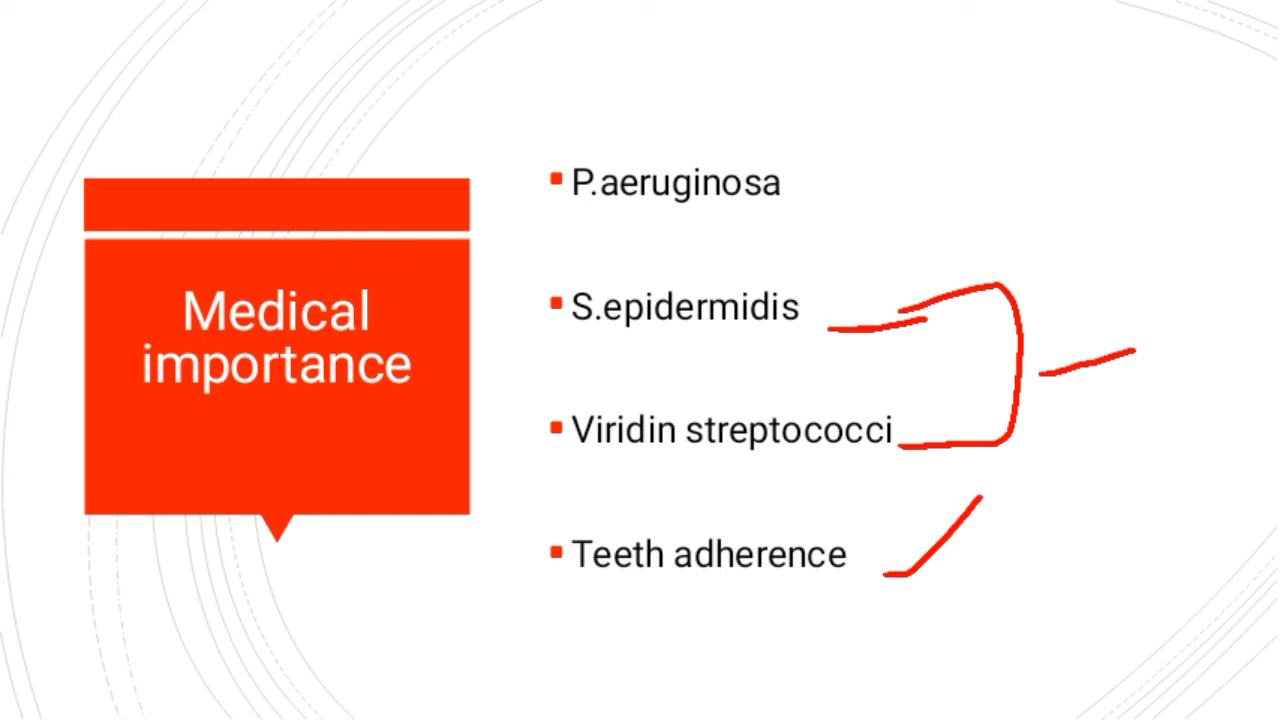 Medical
importance
P.aeruginosa
S.epidermidis
Viridin streptococci
Teeth adherence